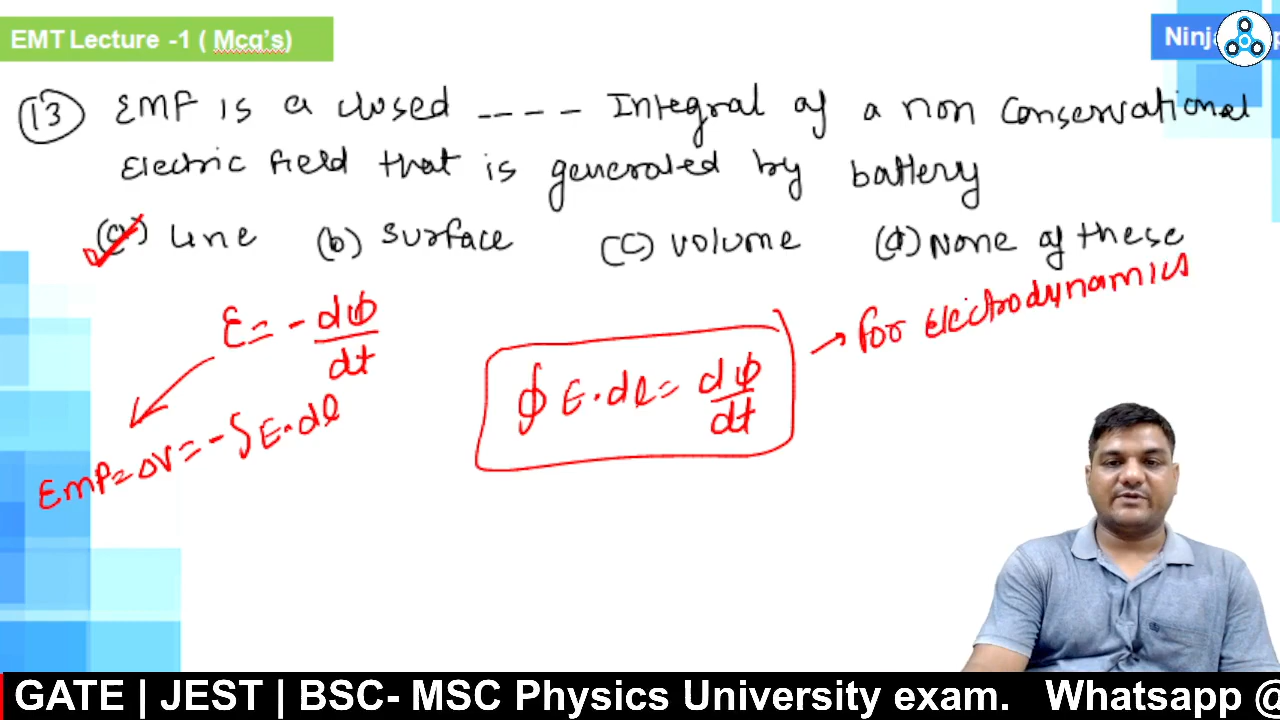 EMT Lecture -1 ( Mcq's)
Ninj
(13) EMF is a closed ---- Integral of a non conservational
Electric field that is generated by battery
(a) Line (b) Surface (c) Volume (d) None of these
ε = - dφ/dt
→ For Electrodynamics
∮ E·dl = dφ/dt
Emf = ΔV = - ∫ E·dl
GATE | JEST | BSC- MSC Physics University exam. Whatsapp @